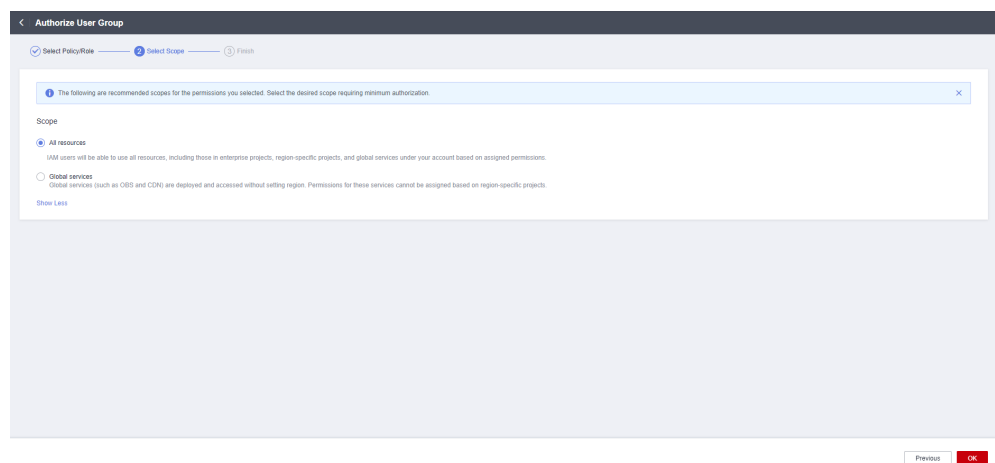 Authorize User Group
Select Policy/Role
2 Select Scope
3 Finish
The following are recommended scopes for the permissions you selected. Select the desired scope requiring minimum authorization.
Scope
All resources
IAM users will be able to use all resources, including those in enterprise projects, region-specific projects, and global services under your account based on assigned permissions.
Global services
Global services (such as OBS and CDN) are deployed and accessed without setting region. Permissions for these services cannot be assigned based on region-specific projects.
Show Less
Previous
OK